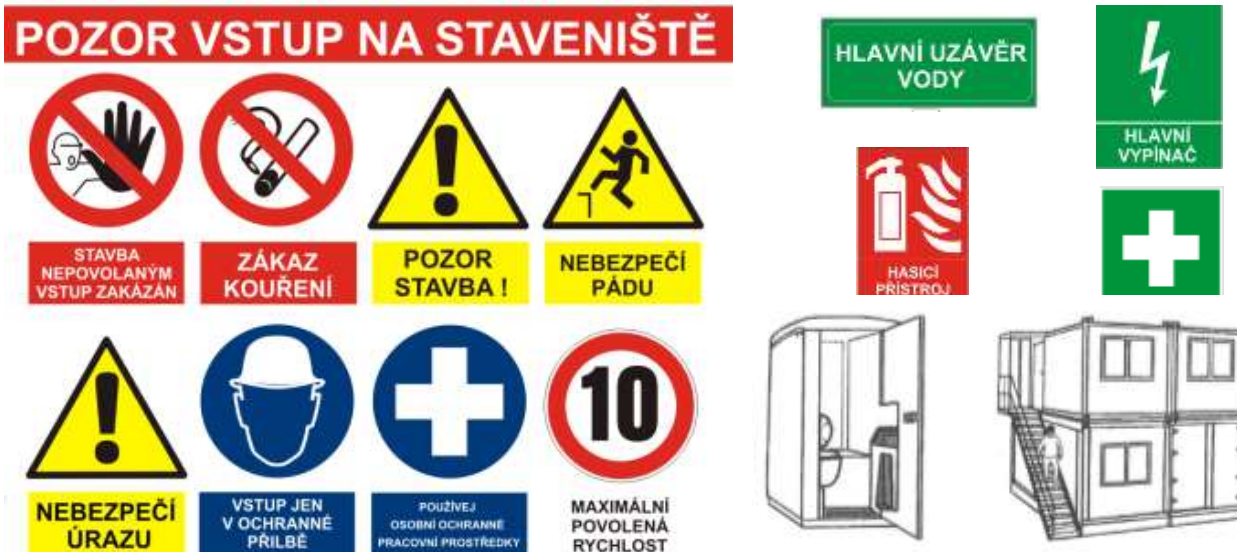 POZOR VSTUP NA STAVENIŠTĚ
STAVBA
NEPOVOLANÝM
VSTUP ZAKÁZÁN
ZÁKAZ
KOUŘENÍ
POZOR
STAVBA !
NEBEZPEČÍ
PÁDU
NEBEZPEČÍ
ÚRAZU
VSTUP JEN
V OCHRANNÉ
PŘILBĚ
POUŽÍVEJ
OSOBNÍ OCHRANNÉ
PRACOVNÍ PROSTŘEDKY
10
MAXIMÁLNÍ
POVOLENÁ
RYCHLOST
HLAVNÍ UZÁVĚR
VODY
HLAVNÍ
VYPÍNAČ
HASICÍ
PŘÍSTROJ